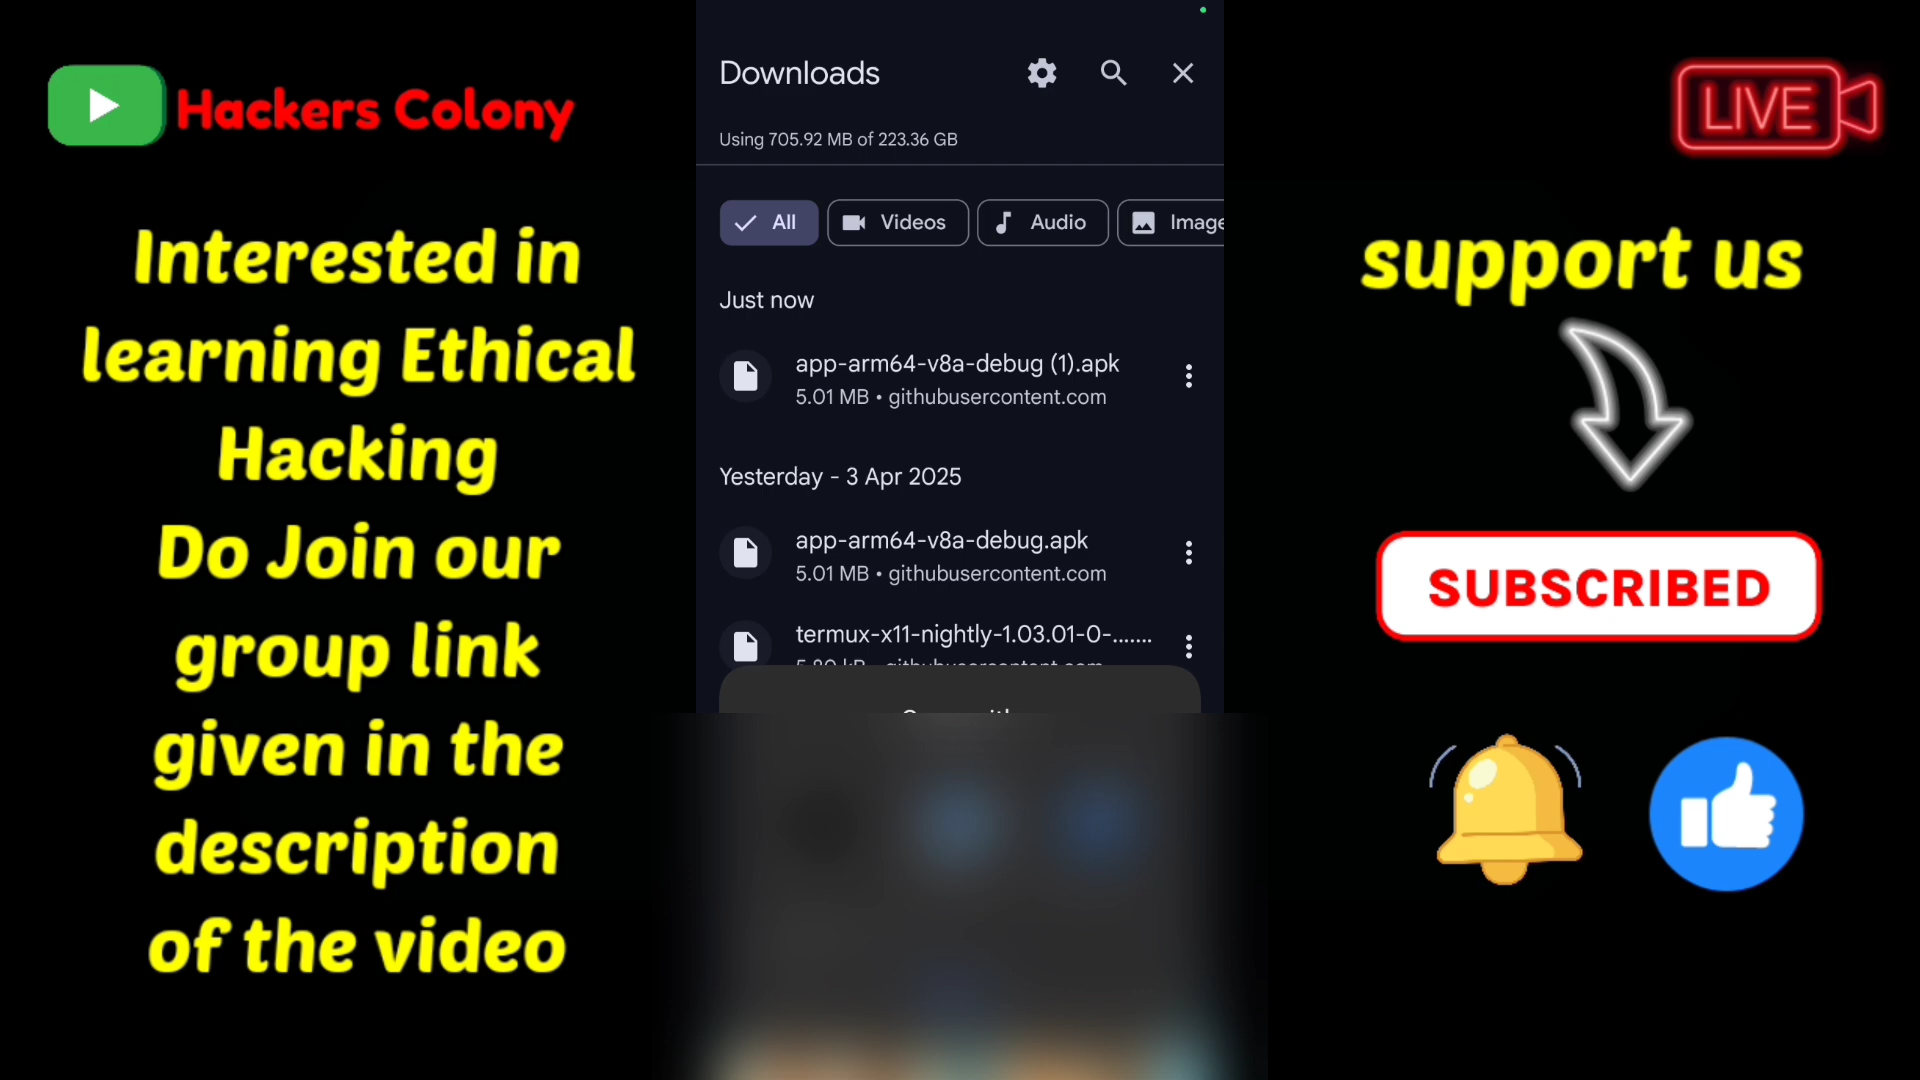 Hackers Colony
Interested in
learning Ethical
Hacking
Do Join our
group link
given in the
description
of the video
Downloads
Using 705.92 MB of 223.36 GB
All
Videos
Audio
Image
Just now
app-arm64-v8a-debug (1).apk
5.01 MB • githubusercontent.com
Yesterday - 3 Apr 2025
app-arm64-v8a-debug.apk
5.01 MB • githubusercontent.com
termux-x11-nightly-1.03.01-0-.......
LIVE
support us
SUBSCRIBED